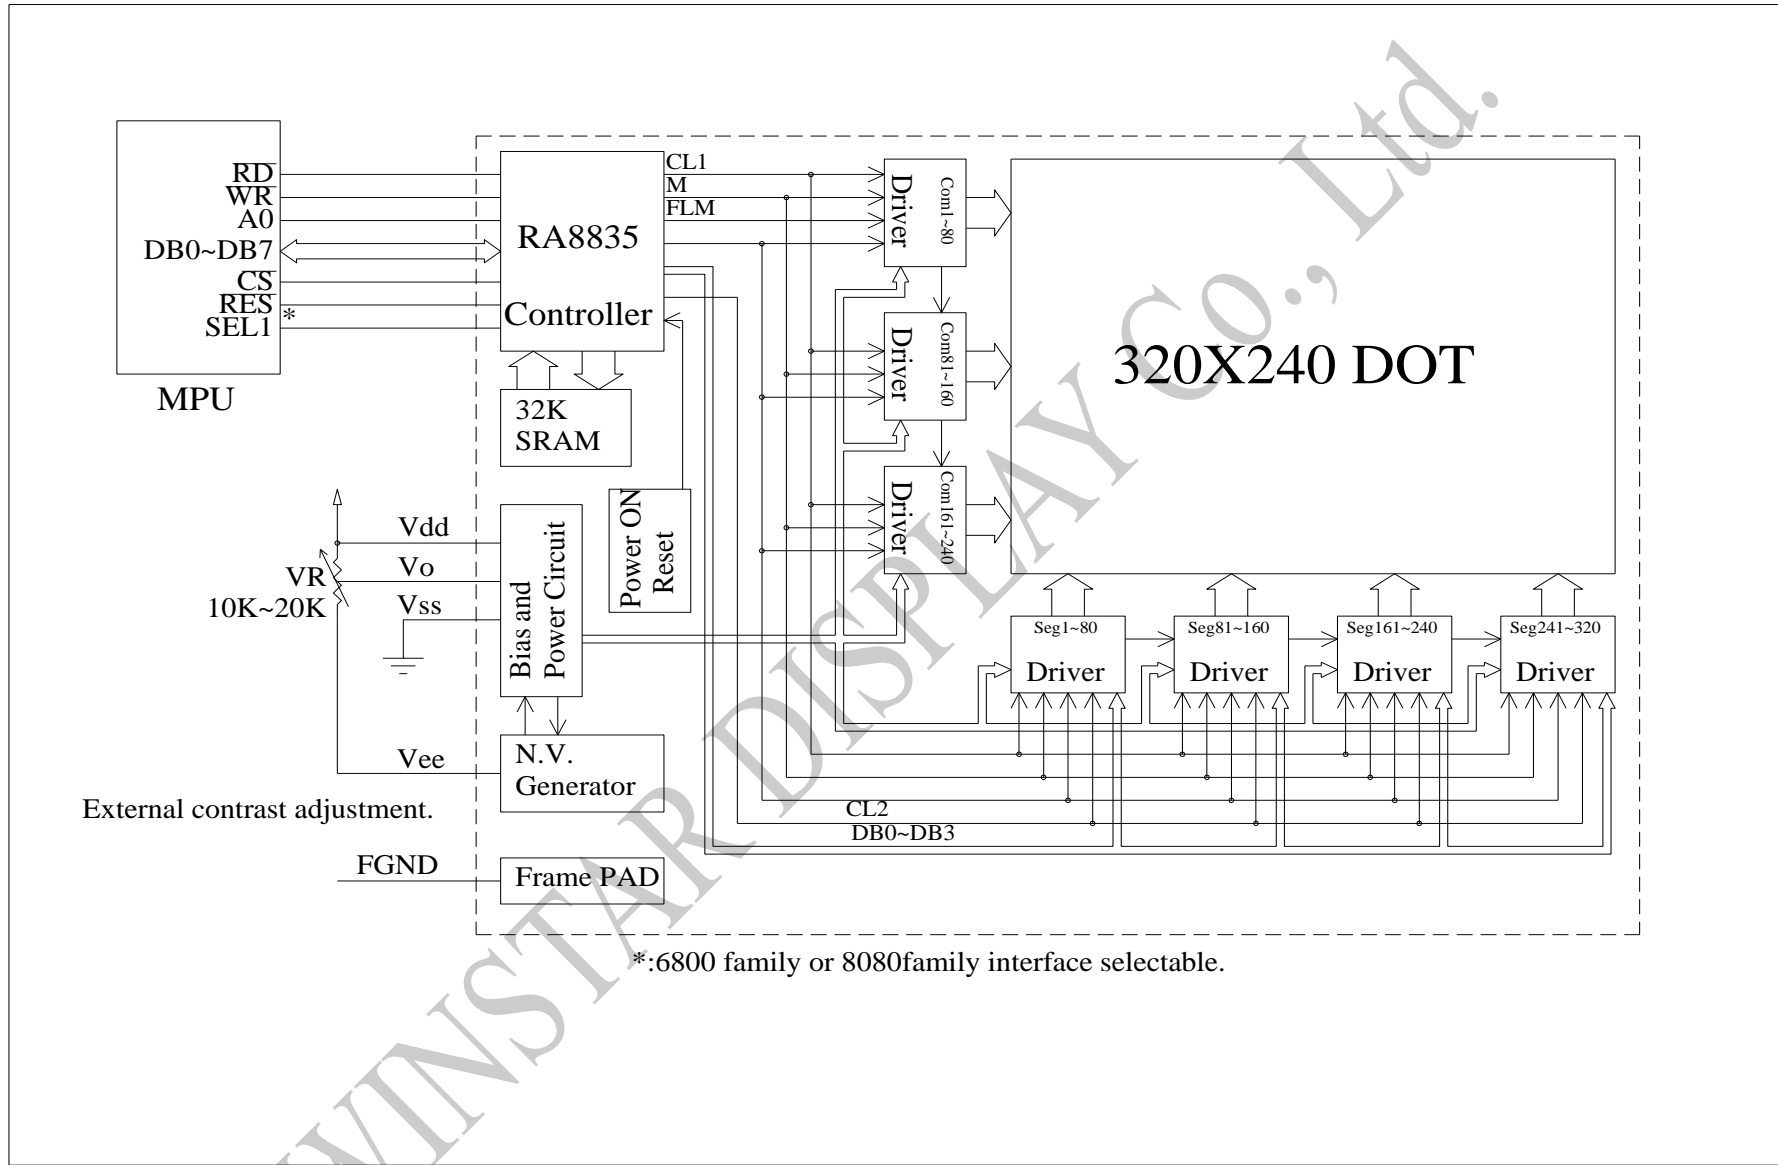 RD
WR
A0
DB0~DB7
CS
RES
SEL1
*
MPU
RA8835
Controller
32K
SRAM
Power ON
Reset
CL1
M
FLM
Driver
Com1~80
Driver
Com81~160
Driver
Com161~240
320X240 DOT
Vdd
Vo
Vss
VR
10K~20K
Bias and
Power Circuit
Vee
N.V.
Generator
External contrast adjustment.
FGND
Frame PAD
Seg1~80
Driver
Seg81~160
Driver
Seg161~240
Driver
Seg241~320
Driver
CL2
DB0~DB3
*:6800 family or 8080family interface selectable.
WINSTAR DISPLAY Co., Ltd.